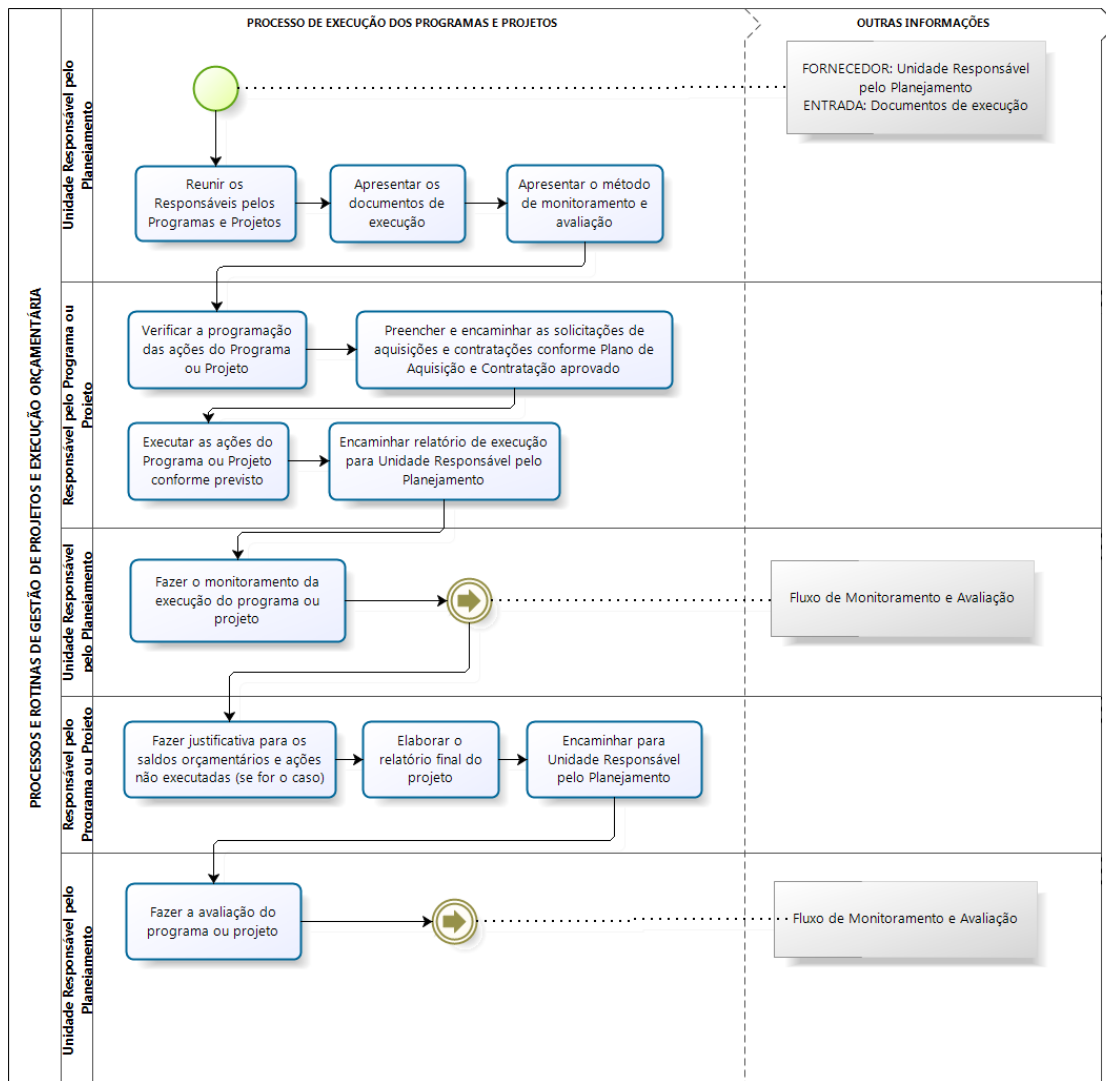 PROCESSOS E ROTINAS DE GESTÃO DE PROJETOS E EXECUÇÃO ORÇAMENTÁRIA
PROCESSO DE EXECUÇÃO DOS PROGRAMAS E PROJETOS
OUTRAS INFORMAÇÕES
Unidade Responsável pelo
Planejamento
FORNECEDOR: Unidade Responsável
pelo Planejamento
ENTRADA: Documentos de execução
Reunir os
Responsáveis pelos
Programas e Projetos
Apresentar os
documentos de
execução
Apresentar o método
de monitoramento e
avaliação
Responsável pelo Programa ou
Projeto
Verificar a programação
das ações do Programa
ou Projeto
Preencher e encaminhar as solicitações de
aquisições e contratações conforme Plano de
Aquisição e Contratação aprovado
Executar as ações do
Programa ou Projeto
conforme previsto
Encaminhar relatório de execução
para Unidade Responsável pelo
Planejamento
Unidade Responsável
pelo Planejamento
Fazer o monitoramento da
execução do programa ou
projeto
Fluxo de Monitoramento e Avaliação
Responsável pelo
Programa ou Projeto
Fazer justificativa para os
saldos orçamentários e ações
não executadas (se for o caso)
Elaborar o
relatório final do
projeto
Encaminhar para
Unidade Responsável
pelo Planejamento
Unidade Responsável pelo
Planejamento
Fazer a avaliação do
programa ou projeto
Fluxo de Monitoramento e Avaliação